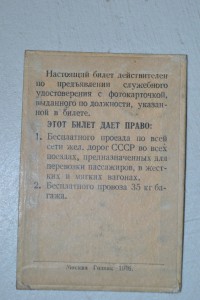 Настоящий билет действителен
по предъявлении служебного
удостоверения с фотокарточкой,
выданного по должности, указан-
ной в билете.
ЭТОТ БИЛЕТ ДАЕТ ПРАВО:
1. Бесплатного проезда по всей
сети жел. дорог СССР во всех
поездах, предназначенных для
перевозки пассажиров, в жест-
ких и мягких вагонах.
2. Бесплатного провоза 35 кг ба-
гажа.
Москва Гознак